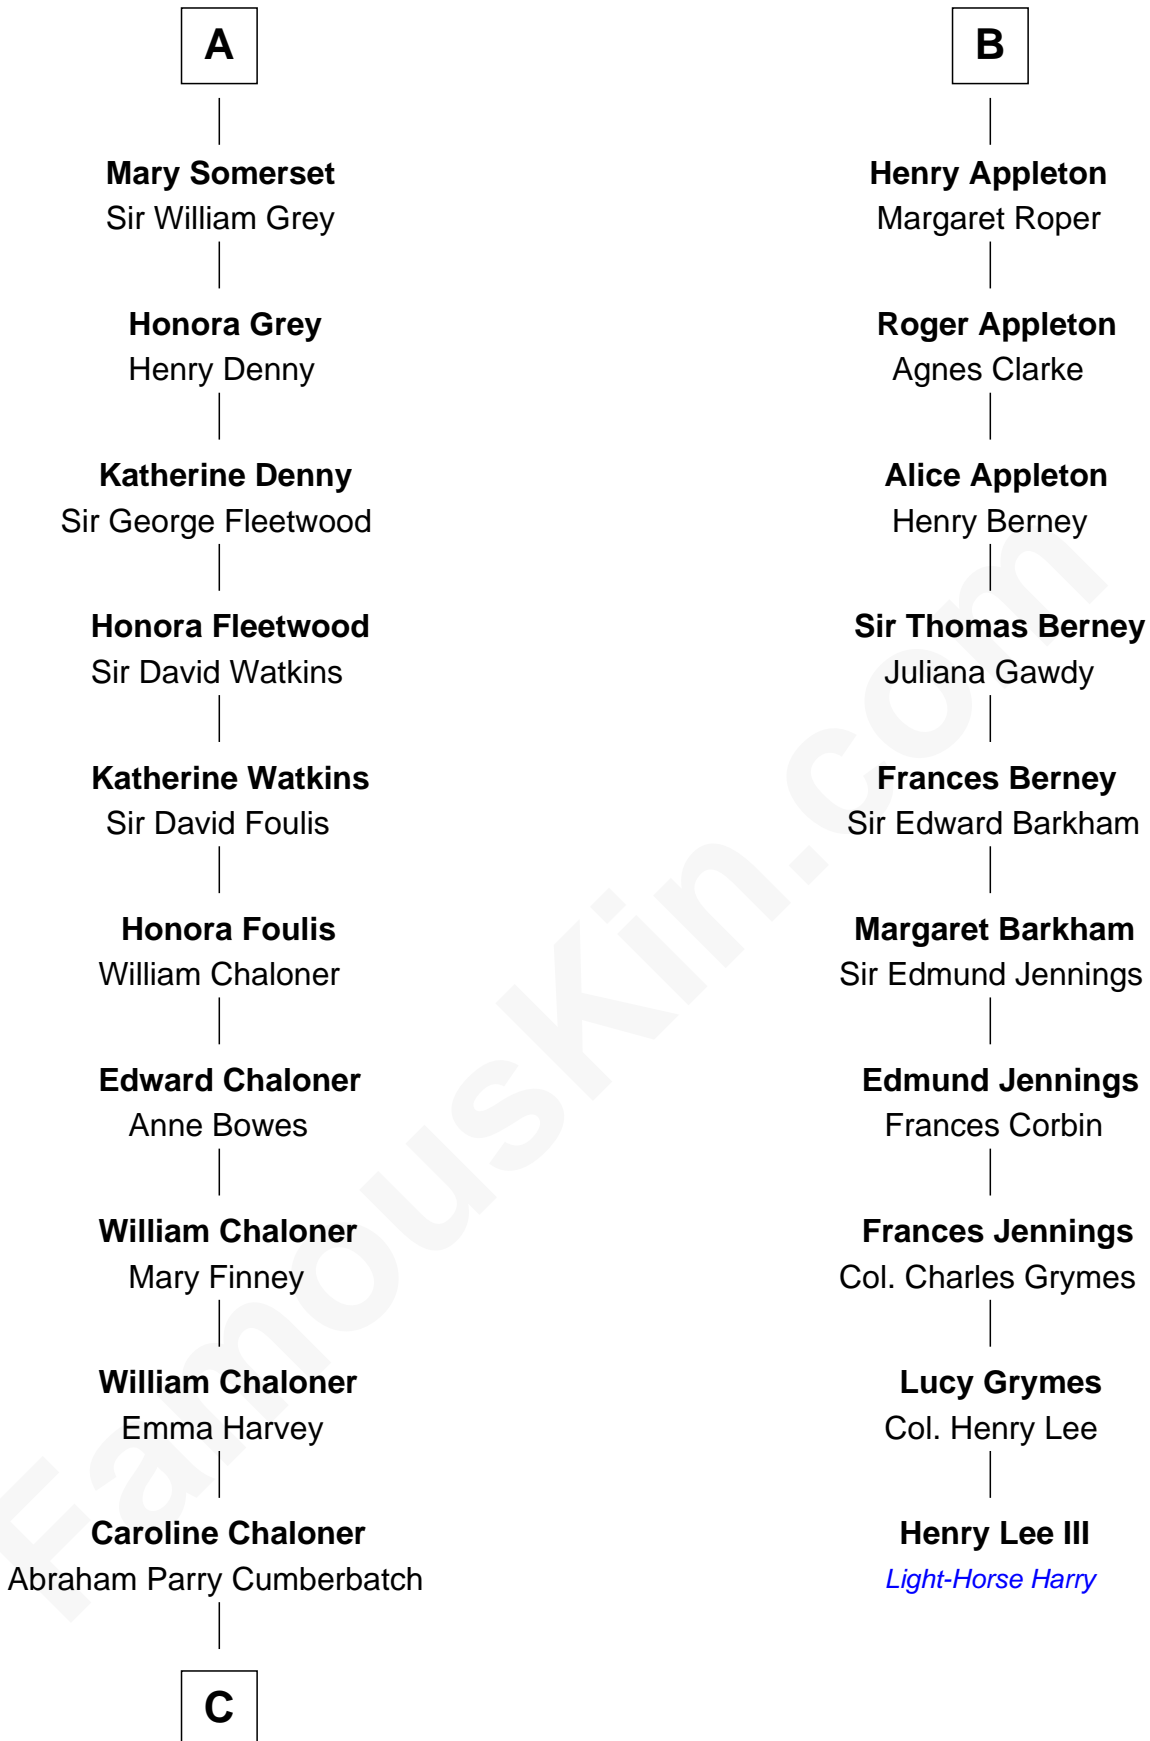 A
Mary Somerset
Sir William Grey
Honora Grey
Henry Denny
Katherine Denny
Sir George Fleetwood
Honora Fleetwood
Sir David Watkins
Katherine Watkins
Sir David Foulis
Honora Foulis
William Chaloner
Edward Chaloner
Anne Bowes
William Chaloner
Mary Finney
William Chaloner
Emma Harvey
Caroline Chaloner
Abraham Parry Cumberbatch
C
B
Henry Appleton
Margaret Roper
Roger Appleton
Agnes Clarke
Alice Appleton
Henry Berney
Sir Thomas Berney
Juliana Gawdy
Frances Berney
Sir Edward Barkham
Margaret Barkham
Sir Edmund Jennings
Edmund Jennings
Frances Corbin
Frances Jennings
Col. Charles Grymes
Lucy Grymes
Col. Henry Lee
Henry Lee III
Light-Horse Harry
FamousKin.com